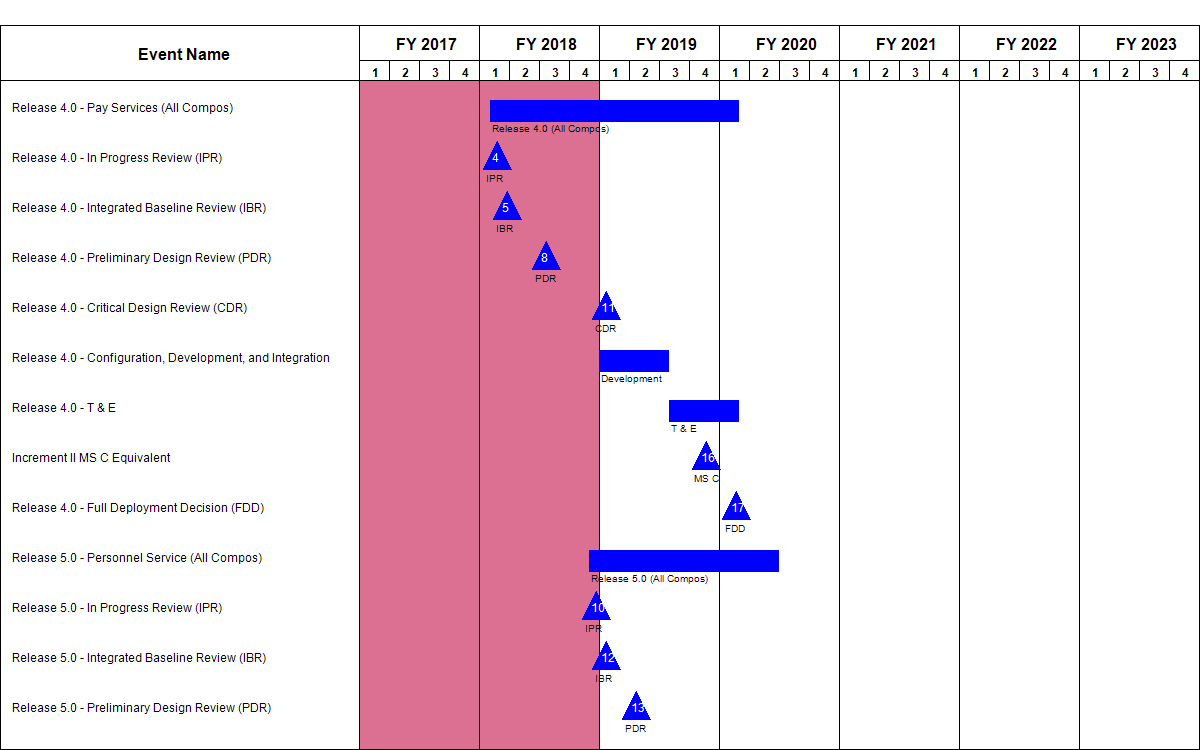 Event Name FY 2017 FY 2018 FY 2019 FY 2020 FY 2021 FY 2022 FY 2023
1 2 3 4 1 2 3 4 1 2 3 4 1 2 3 4 1 2 3 4 1 2 3 4 1 2 3 4
Release 4.0 - Pay Services (All Compos)
Release 4.0 (All Compos)
Release 4.0 - In Progress Review (IPR) 4
IPR
Release 4.0 - Integrated Baseline Review (IBR) 5
IBR
Release 4.0 - Preliminary Design Review (PDR) 8
PDR
Release 4.0 - Critical Design Review (CDR) 11
CDR
Release 4.0 - Configuration, Development, and Integration
Development
Release 4.0 - T & E
T & E
Increment II MS C Equivalent 16
MS C
Release 4.0 - Full Deployment Decision (FDD) 17
FDD
Release 5.0 - Personnel Service (All Compos)
Release 5.0 (All Compos)
Release 5.0 - In Progress Review (IPR) 10
IPR
Release 5.0 - Integrated Baseline Review (IBR) 12
IBR
Release 5.0 - Preliminary Design Review (PDR) 13
PDR